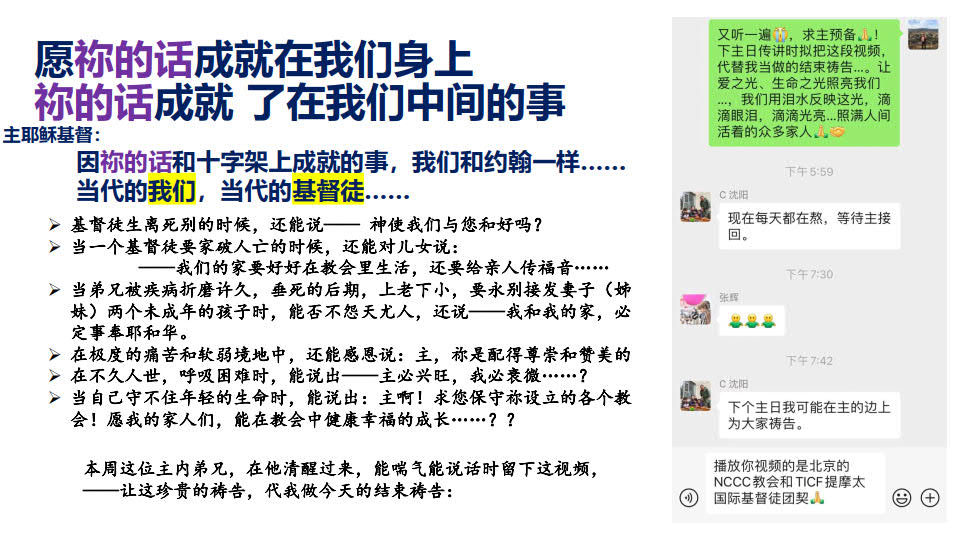 愿祢的话成就在我们身上
祢的话成就 了在我们中间的事
主耶稣基督：
因祢的话和十字架上成就的事，我们和约翰一样……
当代的我们，当代的基督徒……
➢ 基督徒生离死别的时候，还能说—— 神使我们与您和好吗？
➢ 当一个基督徒要家破人亡的时候，还能对儿女说：
——我们的家要好好在教会里生活，还要给亲人传福音……
➢ 当弟兄被疾病折磨许久，垂死的后期，上老下小，要永别接发妻子（姊
妹）两个未成年的孩子时，能否不怨天尤人，还说——我和我的家，必
定事奉耶和华。
➢ 在极度的痛苦和软弱境地中，还能感恩说：主，祢是配得尊崇和赞美的
➢ 在不久人世，呼吸困难时，能说出——主必兴旺，我必衰微……？
➢ 当自己守不住年轻的生命时，能说出：主啊！求您保守祢设立的各个教
会！愿我的家人们，能在教会中健康幸福的成长……？？
本周这位主内弟兄，在他清醒过来，能喘气能说话时留下这视频，
——让这珍贵的祷告，代我做今天的结束祷告：
又听一遍😭，求主预备🙏！
下主日传讲时拟把这段视频，
代替我当做的结束祷告…。让
爱之光、生命之光照亮我们
…，我们用泪水反映这光，滴
滴眼泪，滴滴光亮…照满人间
活着的众多家人🙏🤝
下午5:59
C 沈阳
现在每天都在熬，等待主接
回。
下午7:30
张辉
下午7:42
C 沈阳
下个主日我可能在主的边上
为大家祷告。
播放你视频的是北京的
NCCC教会和TICF提摩太
国际基督徒团契🙏